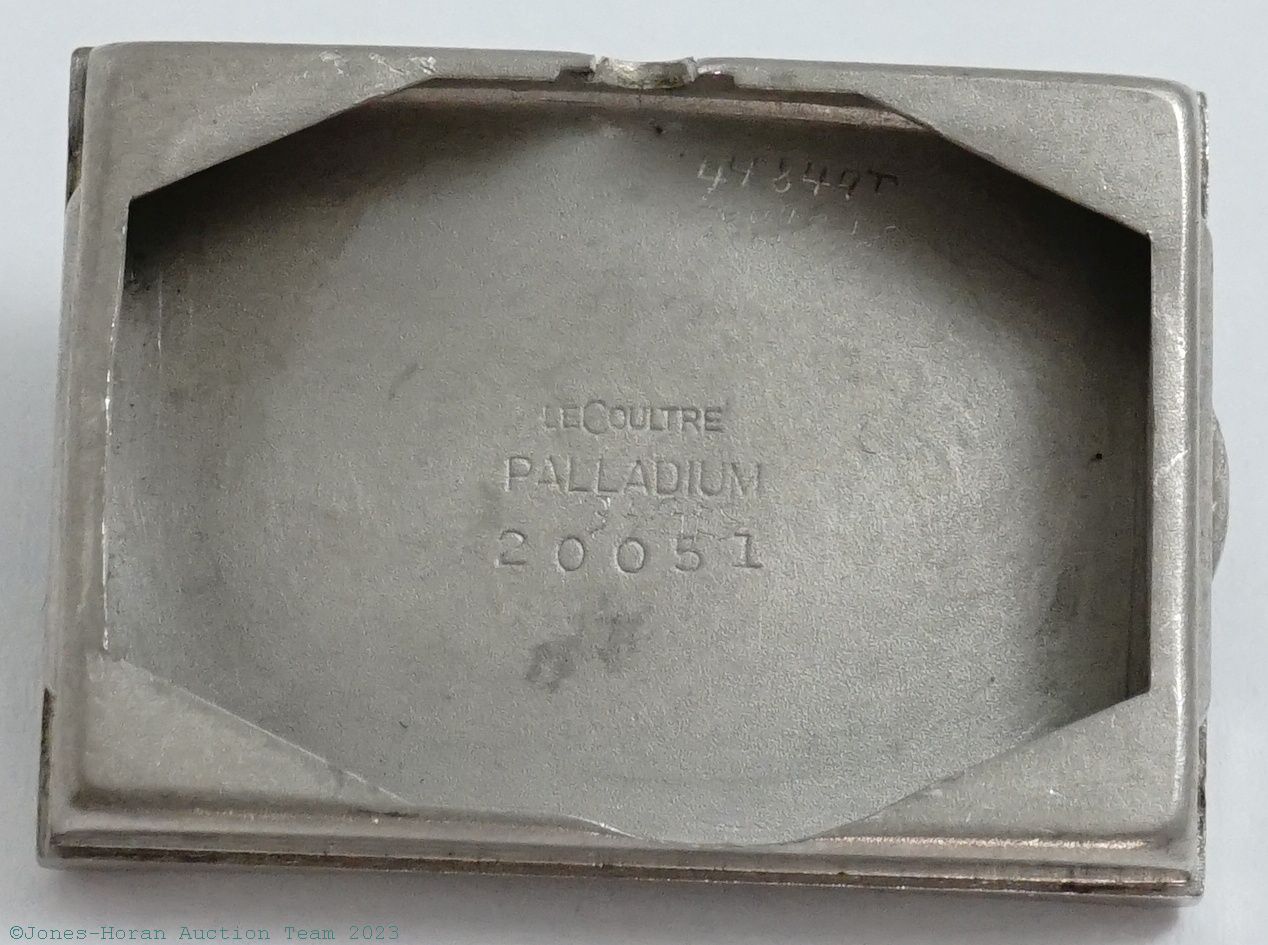 LECOULTRE
PALLADIUM
20051
©Jones-Horan Auction Team 2023